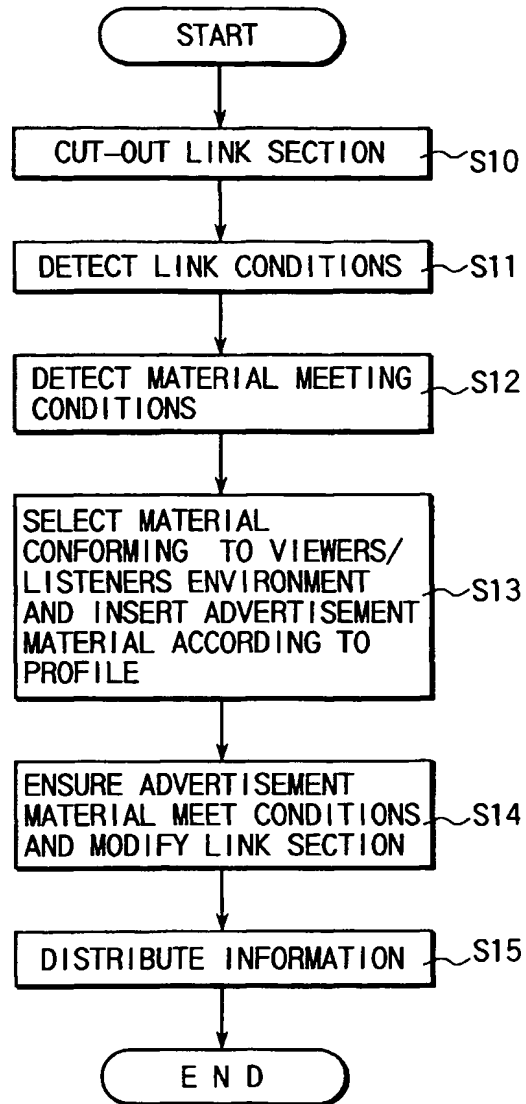 START
CUT-OUT LINK SECTION
S10
DETECT LINK CONDITIONS
S11
DETECT MATERIAL MEETING
CONDITIONS
S12
SELECT MATERIAL
CONFORMING TO VIEWERS/
LISTENERS ENVIRONMENT
AND INSERT ADVERTISEMENT
MATERIAL ACCORDING TO
PROFILE
S13
ENSURE ADVERTISEMENT
MATERIAL MEET CONDITIONS
AND MODIFY LINK SECTION
S14
DISTRIBUTE INFORMATION
S15
END